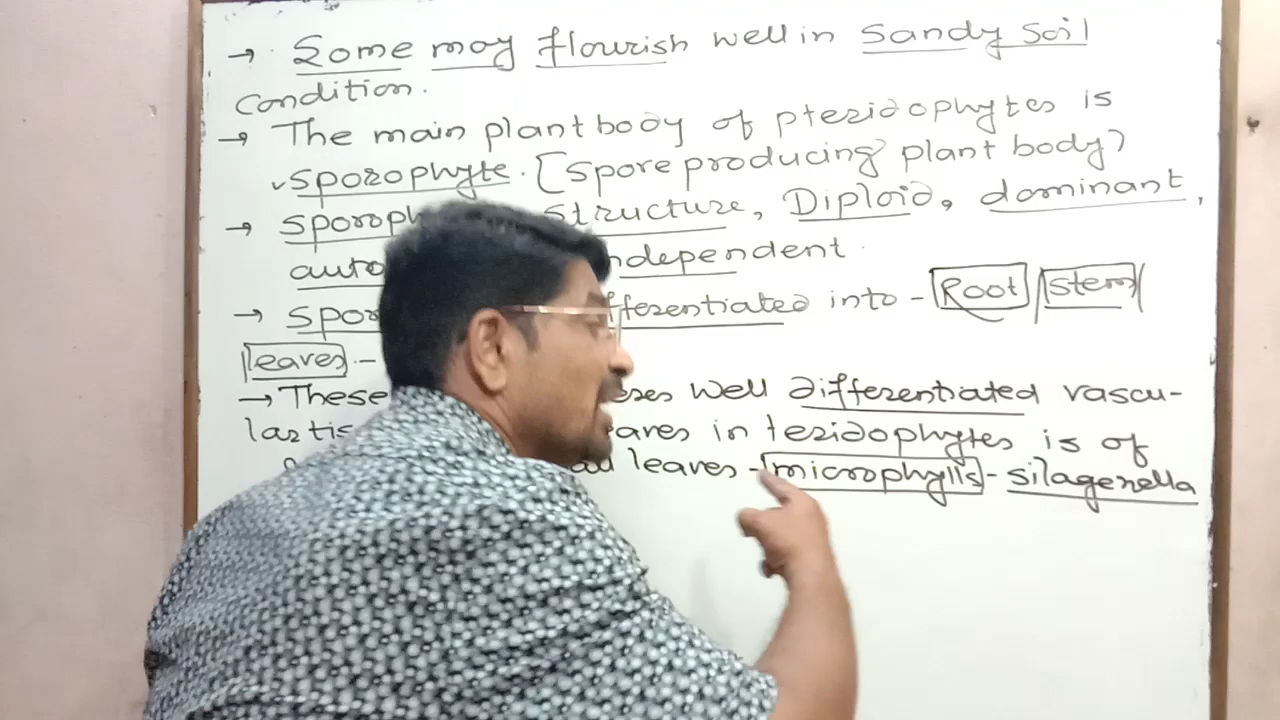 → Some may flourish well in Sandy Soil
Condition.
→ The main plant body of pteridophytes is
sporophyte. [Spore producing plant body)
→ sporoph structure, Diploid, dominant,
auto ndependent
→ spor fferentiated into - Root | stem |
leaves -
→ These ses well differentiated vascu-
lar tis eaves in teridophytes is of
leaves - microphylls - silagenella